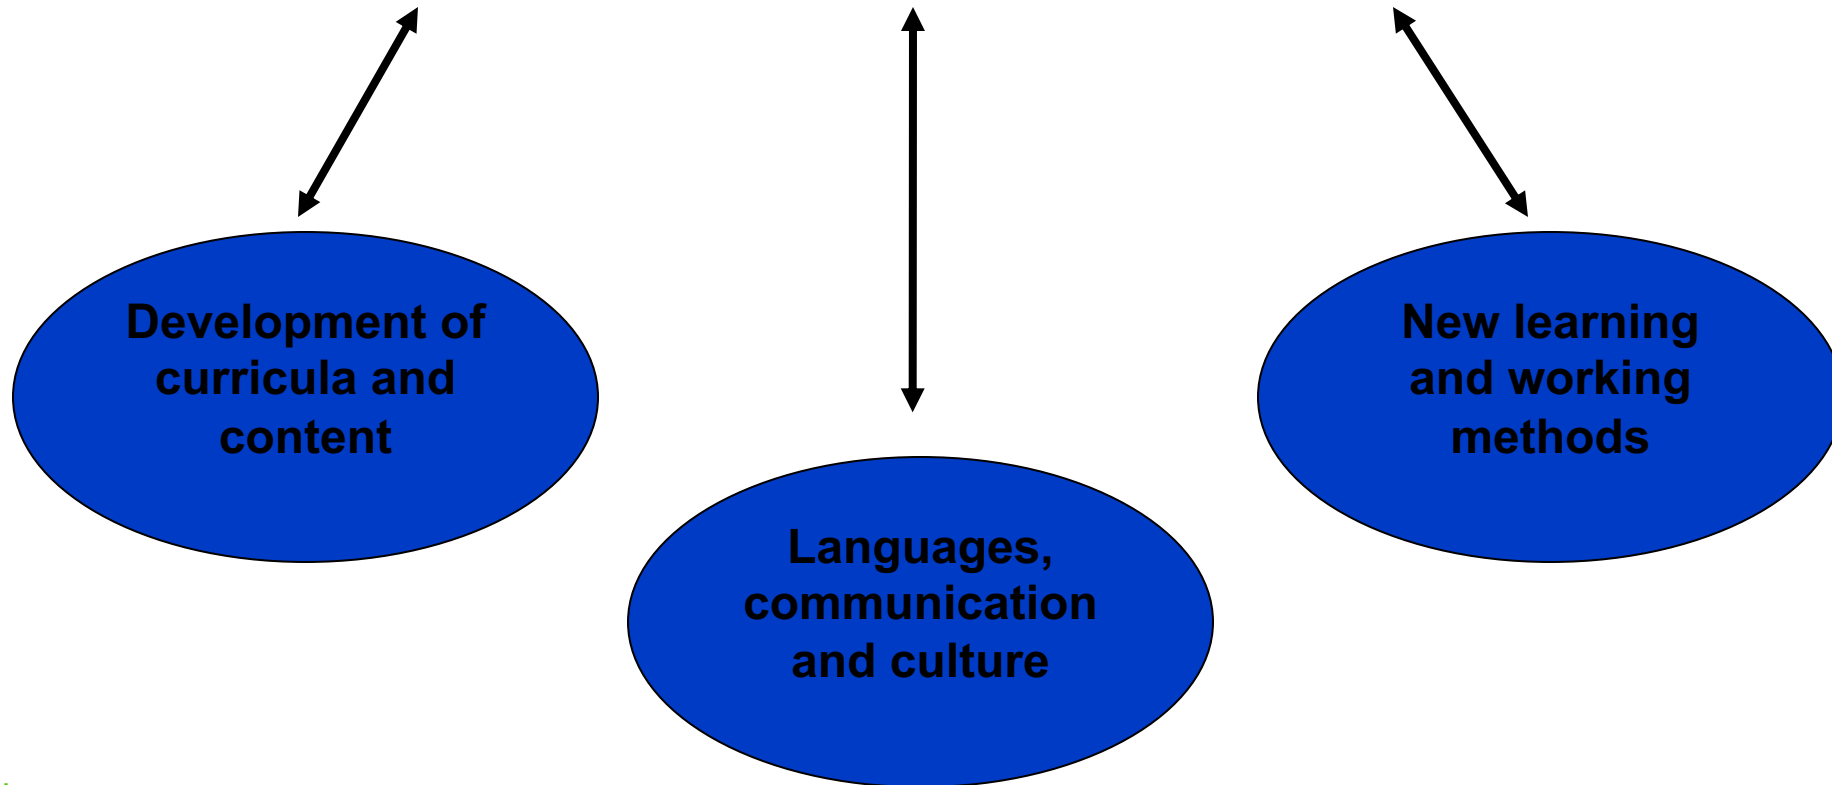 Development of
curricula and
content
New learning
and working
methods
Languages,
communication
and culture